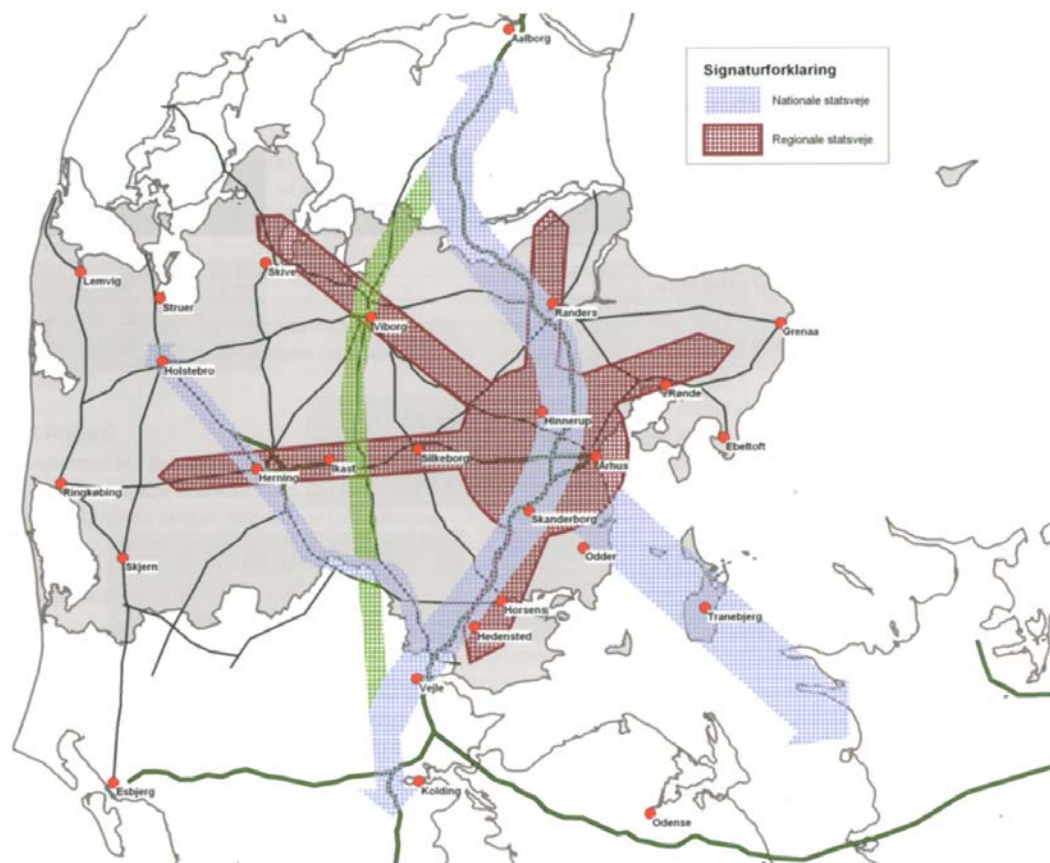 Aalborg
Signaturforklaring
Nationale statsveje
Regionale statsveje
Lemvig
Skive
Struer
Viborg
Randers
Grenaa
Holstebro
Rønde
Hinnerup
Ebeltoft
Ringkøbing
Herning
Ikast
Silkeborg
Århus
Skanderborg
Odder
Skjern
Horsens
Tranebjerg
Hedensted
Vejle
Esbjerg
Kolding
Odense